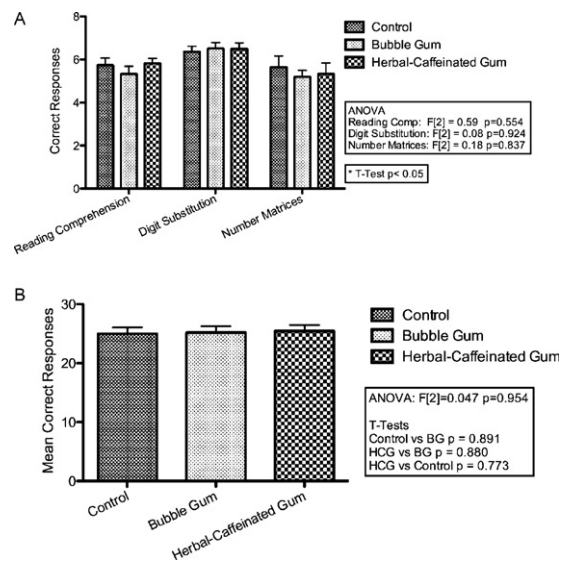 A
Correct Responses
8
6
4
2
0
Reading Comprehension
Digit Substitution
Number Matrices
Control
Bubble Gum
Herbal-Caffeinated Gum
ANOVA
Reading Comp: F[2] = 0.59 p=0.554
Digit Substitution: F[2] = 0.08 p=0.924
Number Matrices: F[2] = 0.18 p=0.837
* T-Test p< 0.05
B
Mean Correct Responses
30
20
10
0
Control
Bubble Gum
Herbal-Caffeinated Gum
Control
Bubble Gum
Herbal-Caffeinated Gum
ANOVA: F[2]=0.047 p=0.954
T-Tests
Control vs BG p = 0.891
HCG vs BG p = 0.880
HCG vs Control p = 0.773